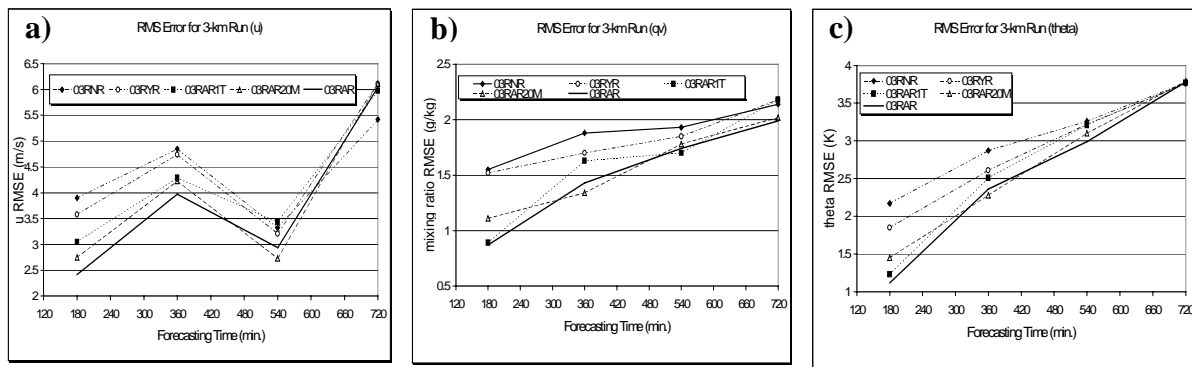 a)
RMS Error for 3-km Run (u)
6.5
6
5.5
5
4.5
4
3.5
3
2.5
2
u RMSE (m/s)
03RNR 03RYR 03RAR1T 03RAR20M 03RAR
120 180 240 300 360 420 480 540 600 660 720
Forecasting Time (min.)
b)
RMS Error for 3-km Run (qv)
2.5
2
1.5
1
0.5
mixing ratio RMSE (g/kg)
03RNR 03RYR 03RAR1T
03RAR20M 03RAR
120 180 240 300 360 420 480 540 600 660 720
Forecasting Time (min.)
c)
RMS Error for 3-km Run (theta)
4
3.5
3
2.5
2
1.5
1
theta RMSE (K)
03RNR 03RYR
03RAR1T 03RAR20M
03RAR
120 180 240 300 360 420 480 540 600 660 720
Forecasting Time (min.)